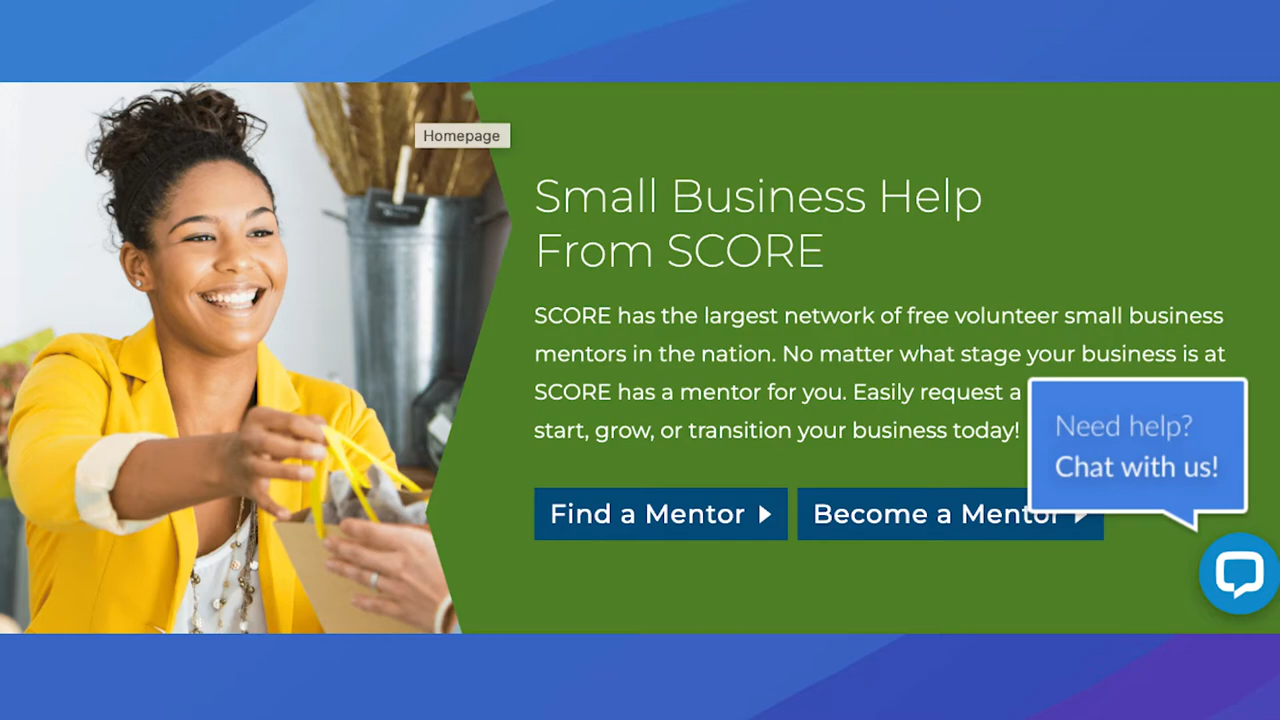 Homepage
Small Business Help
From SCORE
SCORE has the largest network of free volunteer small business
mentors in the nation. No matter what stage your business is at
SCORE has a mentor for you. Easily request a
start, grow, or transition your business today!
Find a Mentor
Become a Mentor
Need help?
Chat with us!